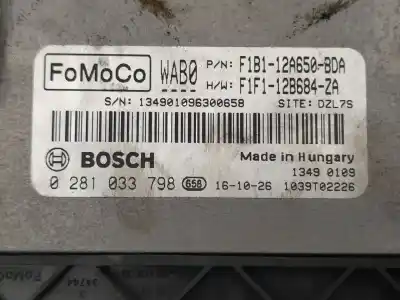 FoMoCo WAB0 P/N: F1B1-12A650-BDA
H/W: F1F1-12B684-ZA
S/N: 134901096300658 SITE: DZL7S
BOSCH Made in Hungary
1349 0109
0 281 033 798 658 16-10-26 1039T02226